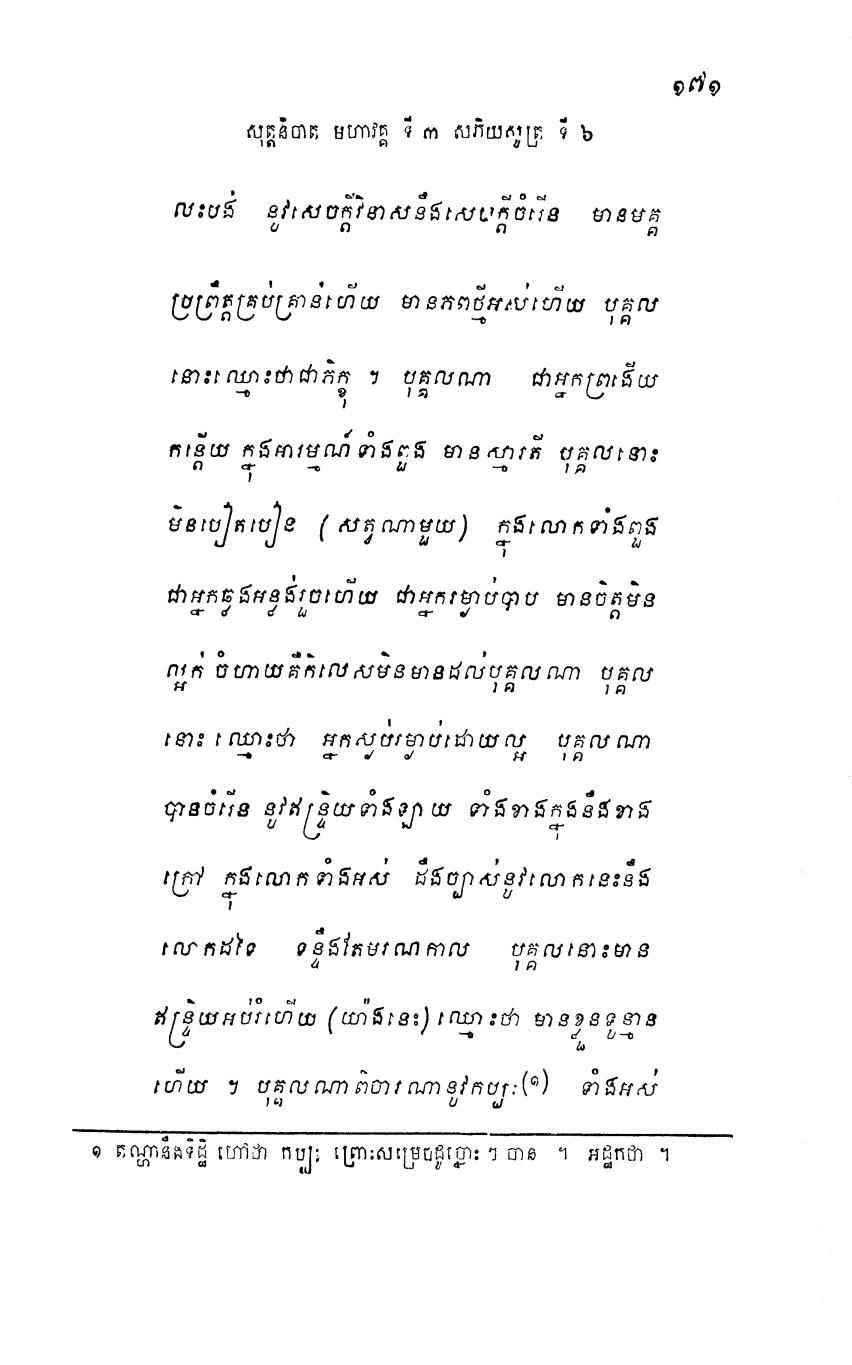 ១៧១
សុត្តនិបាត មហាវគ្គ ទី ៣ សភិយសូត្រ ទី ៦
លះបង់ នូវសេចក្តីវិនាសនឹងសេចក្តីចំរើន មានមគ្គ
ប្រព្រឹត្តគ្រប់គ្រាន់ហើយ មានភពថ្មីអស់ហើយ បុគ្គល
នោះឈ្មោះថាជាភិក្ខុ ។ បុគ្គលណា ជាអ្នកព្រងើយ
កន្តើយ ក្នុងអារម្មណ៍ទាំងពួង មានស្មារតី បុគ្គលនោះ
មិនបៀតបៀន (សត្វណាមួយ) ក្នុងលោកទាំងពួង
ជាអ្នកឆ្លងអន្លង់រួចហើយ ជាអ្នករម្ងាប់បាប មានចិត្តមិន
ល្អក់ ចំហាយគឺកិលេសមិនមានដល់បុគ្គលណា បុគ្គល
នោះ ឈ្មោះថា អ្នកស្ងប់រម្ងាប់ដោយល្អ បុគ្គលណា
បានចំរើន នូវឥន្ទ្រិយទាំងឡាយ ទាំងខាងក្នុងនឹងខាង
ក្រៅ ក្នុងលោកទាំងអស់ ដឹងច្បាស់នូវលោកនេះនឹង
លោកដទៃ ទន្ទឹងតែមរណកាល បុគ្គលនោះមាន
ឥន្ទ្រិយអប់រំហើយ (យ៉ាងនេះ) ឈ្មោះថា មានខ្លួនទូន្មាន
ហើយ ។ បុគ្គលណាពិចារណានូវកប្បៈ(១) ទាំងអស់
១ តណ្ហានឹងទិដ្ឋិ ហៅថា កប្បៈ ព្រោះសម្រេចដូច្នោះ ៗ បាន ។ អដ្ឋកថា ។